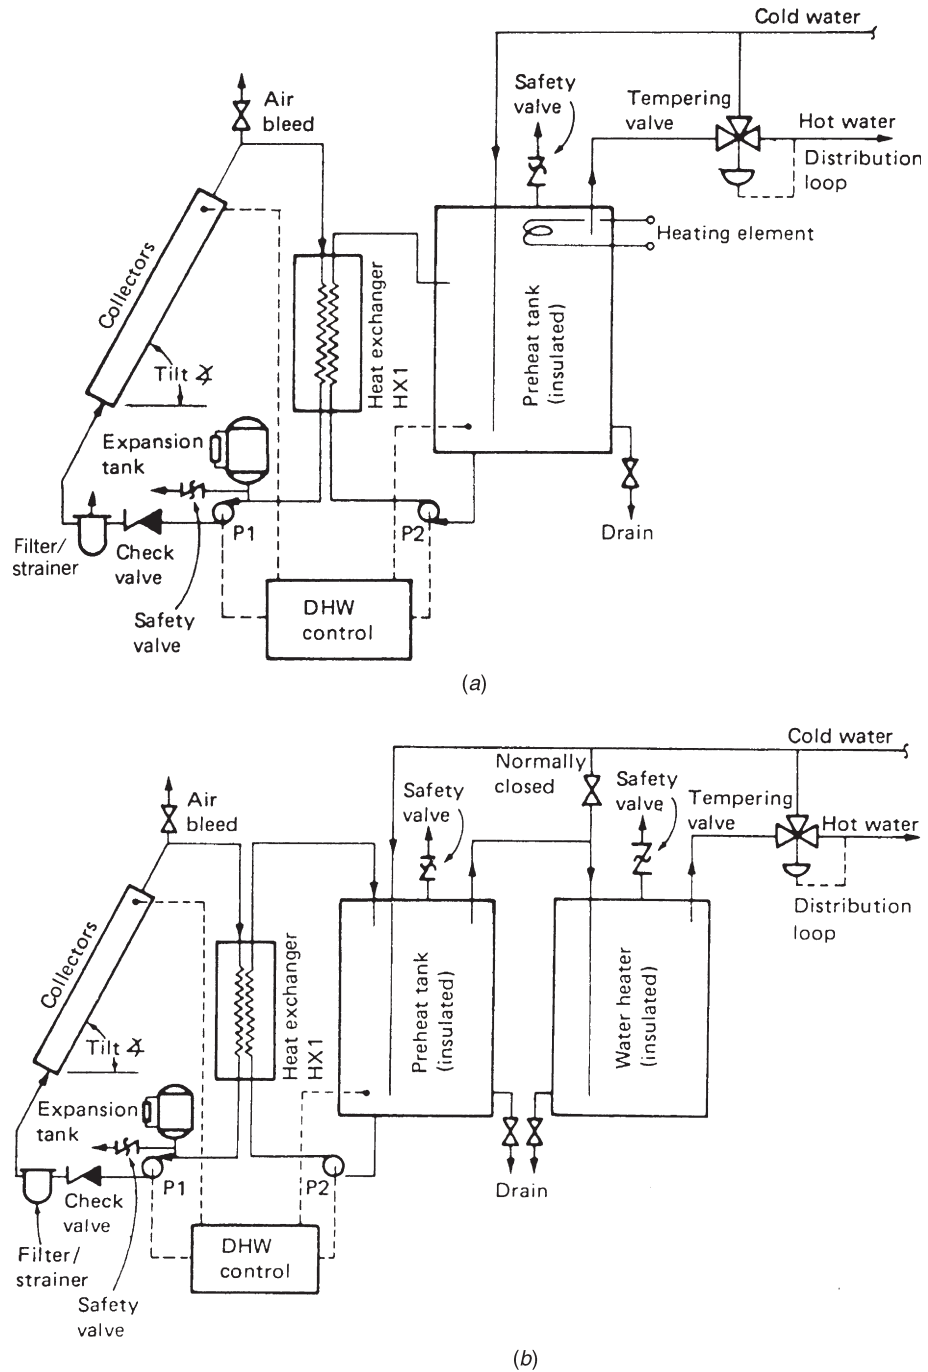 Cold water
Safety
valve
Tempering
valve
Hot water
Distribution
loop
Air
bleed
Heating element
Collectors
Heat exchanger
HX1
Preheat tank
(insulated)
Tilt ∡
Expansion
tank
P1
P2
Drain
Filter/
strainer
Check
valve
Safety
valve
DHW
control
(a)
Cold water
Normally
closed
Safety
valve
Safety
valve
Tempering
valve
Hot water
Distribution
loop
Air
bleed
Collectors
Heat exchanger
HX1
Preheat tank
(insulated)
Water heater
(insulated)
Tilt ∡
Expansion
tank
P1
P2
Drain
Check
valve
Filter/
strainer
DHW
control
Safety
valve
(b)